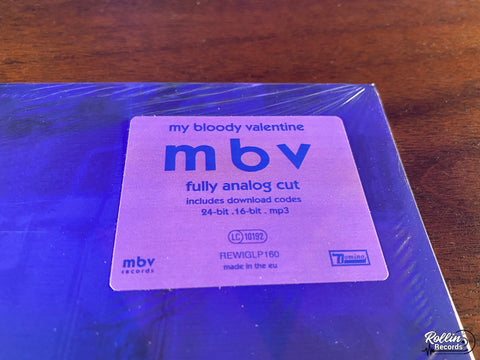 my bloody valentine
mbv
fully analog cut
includes download codes
24-bit .16-bit . mp3
LC 10192
REWIGLP160
made in the eu
mbv
records
Domino
Rollin
Records